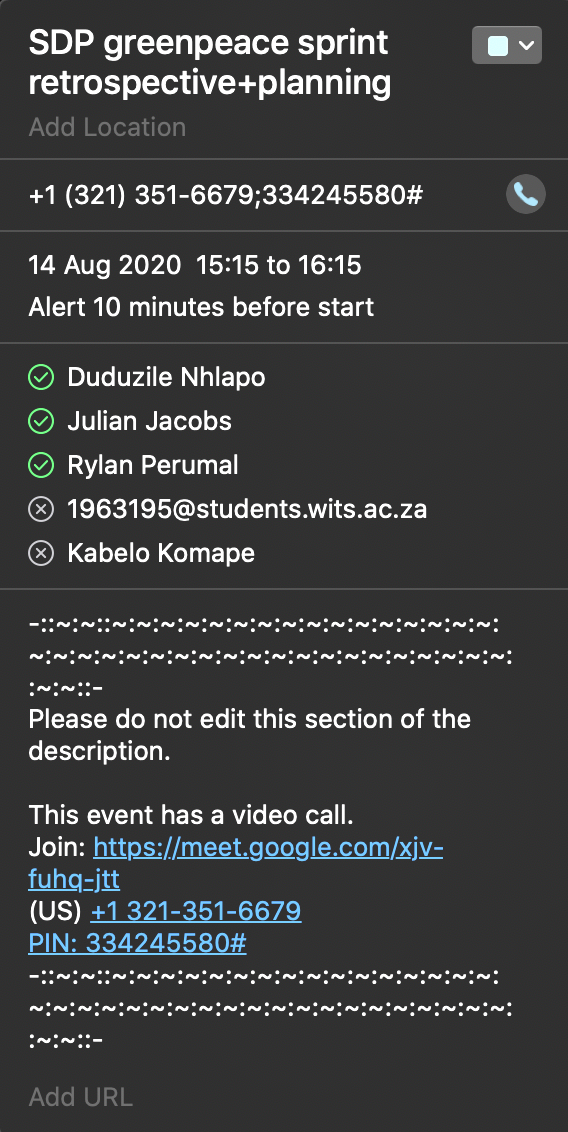 SDP greenpeace sprint
retrospective+planning
Add Location
+1 (321) 351-6679;334245580#
14 Aug 2020 15:15 to 16:15
Alert 10 minutes before start
Duduzile Nhlapo
Julian Jacobs
Rylan Perumal
1963195@students.wits.ac.za
Kabelo Komape
-::~:~::~:~:~:~:~:~:~:~:~:~:~:~:~:~:~:~:~:
~:~:~:~:~:~:~:~:~:~:~:~:~:~:~:~:~:~:~:~:
:~:~::-
Please do not edit this section of the
description.
This event has a video call.
Join: https://meet.google.com/xjv-
fuhq-jtt
(US) +1 321-351-6679
PIN: 334245580#
-::~:~::~:~:~:~:~:~:~:~:~:~:~:~:~:~:~:~:~:
~:~:~:~:~:~:~:~:~:~:~:~:~:~:~:~:~:~:~:~:
:~:~::-
Add URL